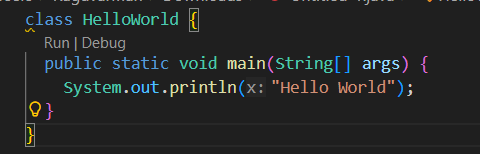 class HelloWorld {
Run | Debug
public static void main(String[] args) {
System.out.println(x: "Hello World");
}
}